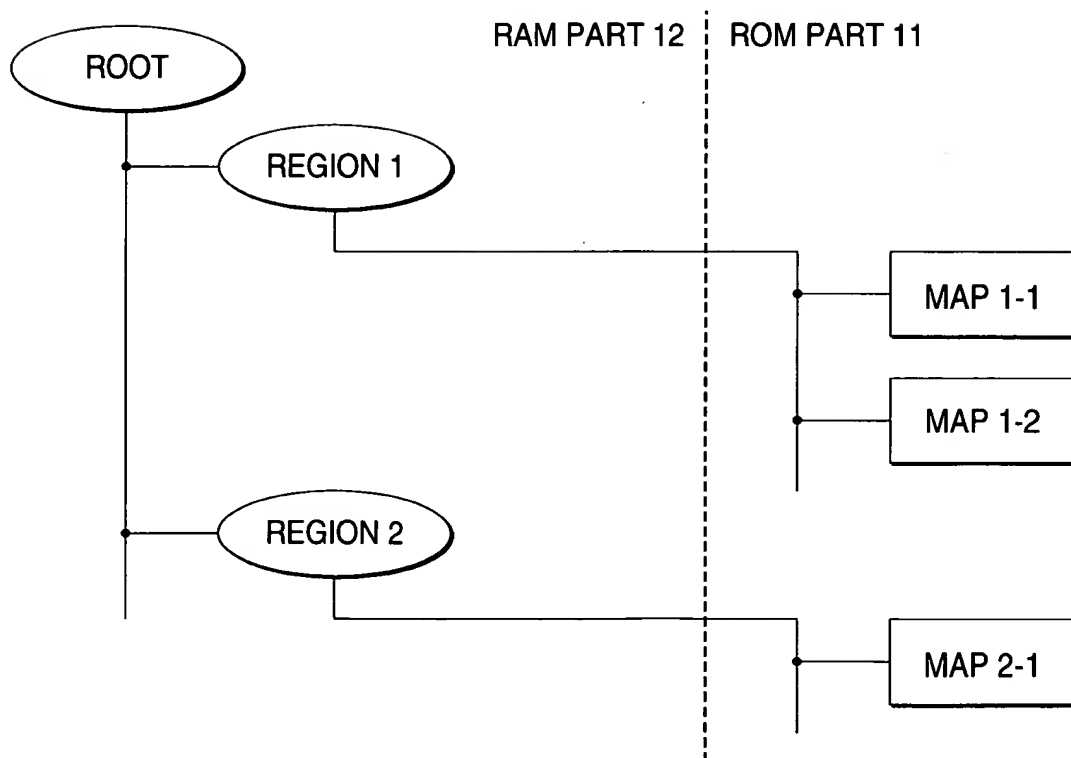 RAM PART 12
ROM PART 11
ROOT
REGION 1
MAP 1-1
MAP 1-2
REGION 2
MAP 2-1